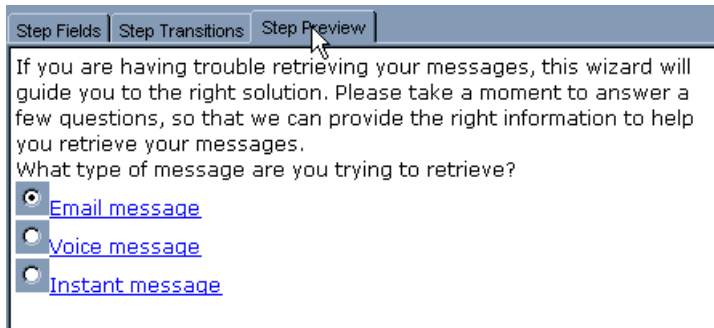 Step Fields Step Transitions Step Preview
If you are having trouble retrieving your messages, this wizard will
guide you to the right solution. Please take a moment to answer a
few questions, so that we can provide the right information to help
you retrieve your messages.
What type of message are you trying to retrieve?
Email message
Voice message
Instant message